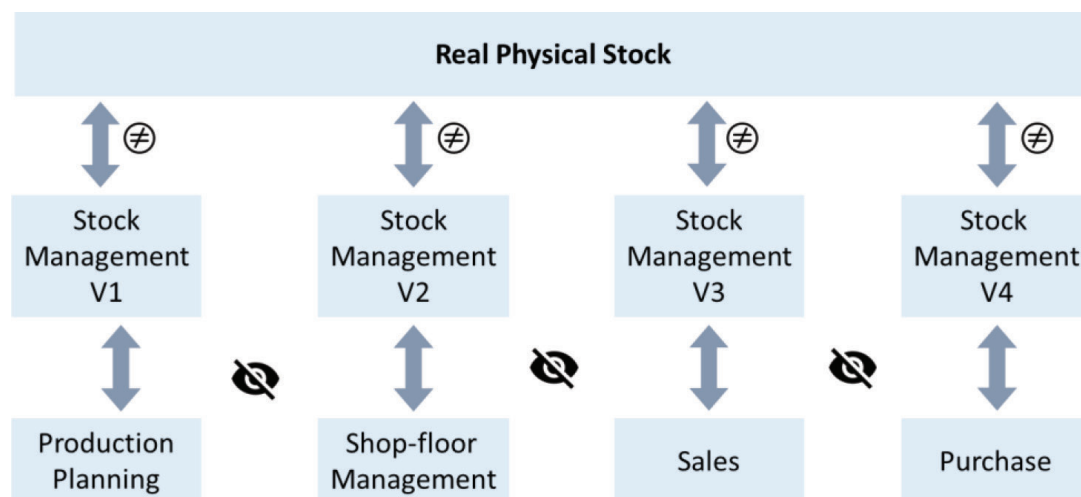 Real Physical Stock
≠
≠
≠
≠
Stock
Management
V1
Stock
Management
V2
Stock
Management
V3
Stock
Management
V4
Production
Planning
Shop-floor
Management
Sales
Purchase